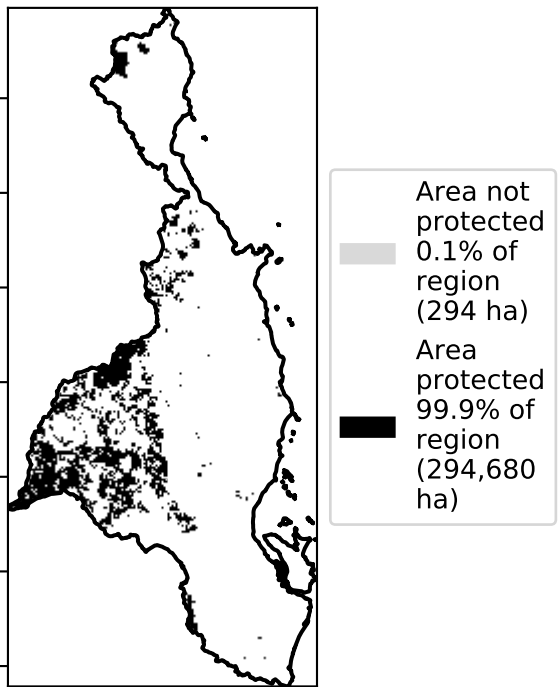 Area not
protected
0.1% of
region
(294 ha)
Area
protected
99.9% of
region
(294,680
ha)